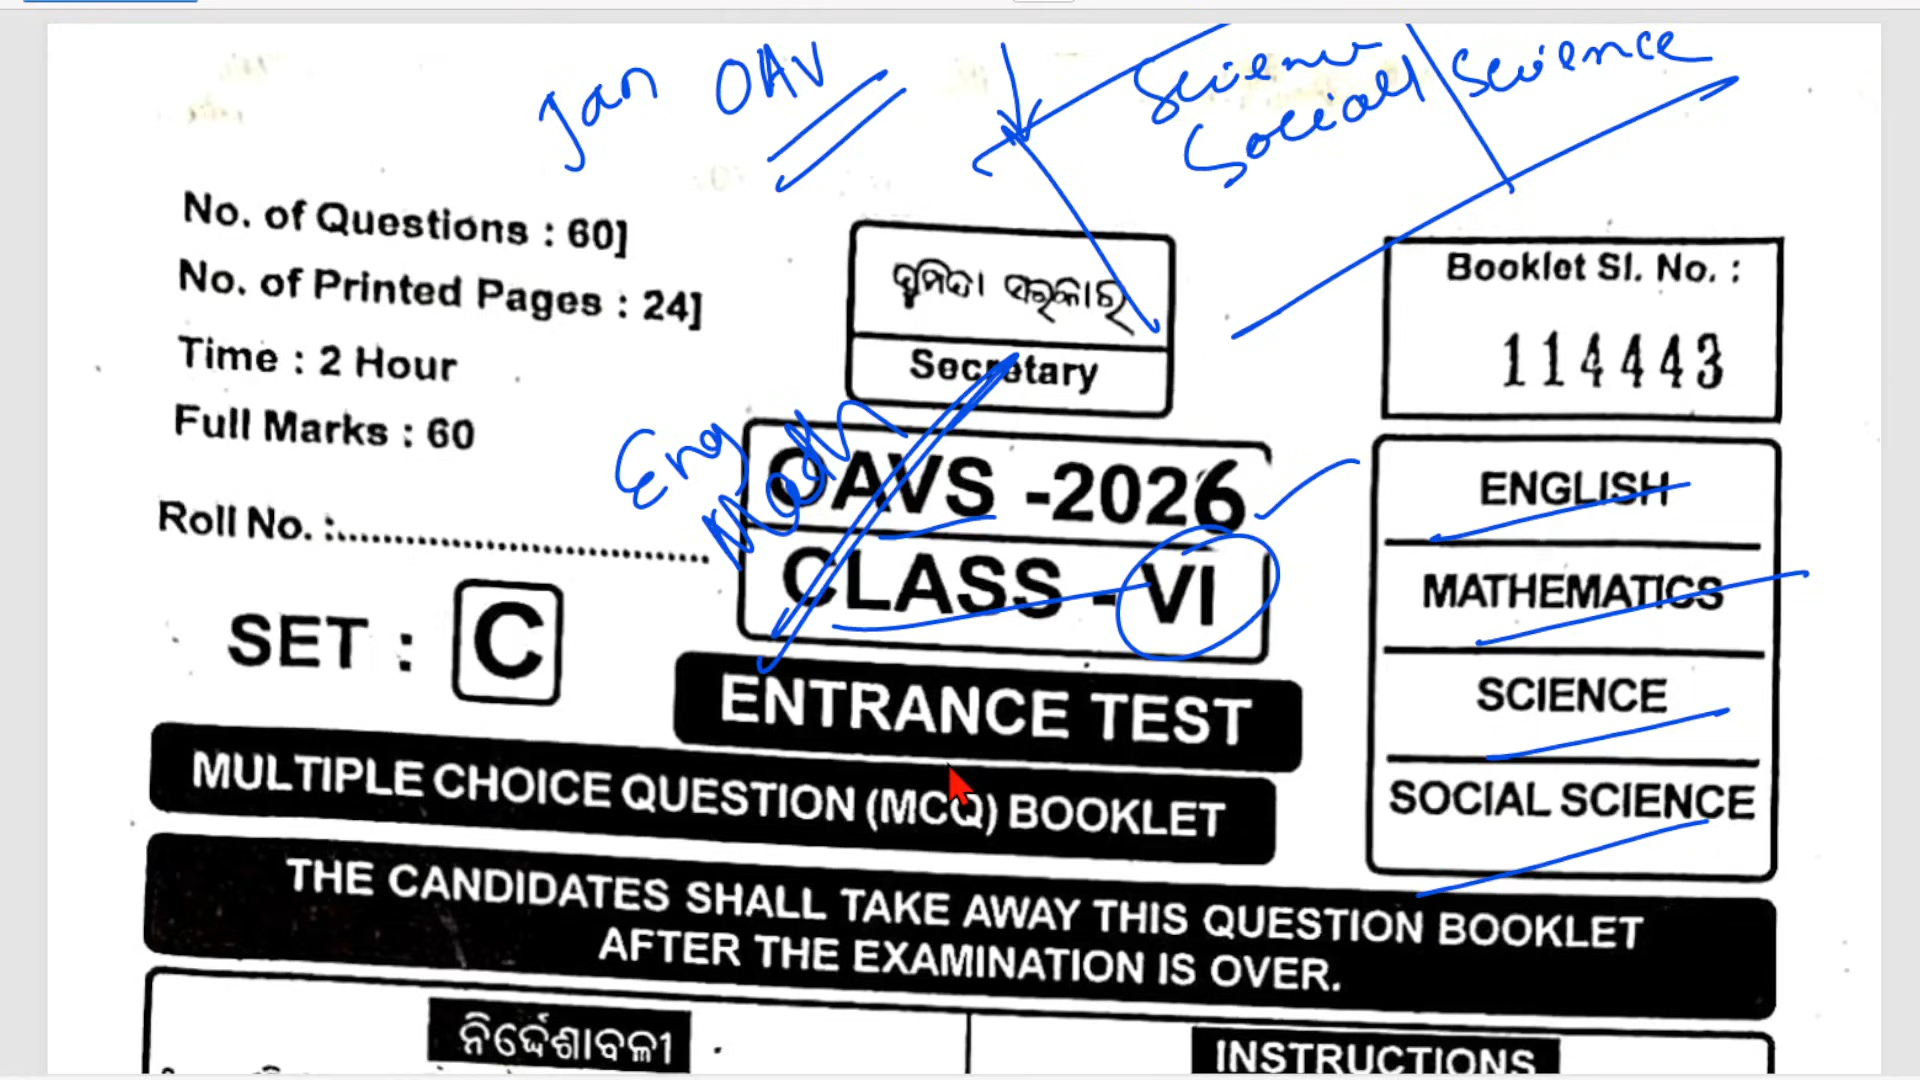 Jan OAV
Science
Social Science
No. of Questions : 60]
No. of Printed Pages : 24]
Time : 2 Hour
Full Marks : 60
Roll No. :
SET : C
ସରକାର
Secretary
Eng
Math
OAVS -2026
CLASS - VI
ENTRANCE TEST
Booklet Sl. No. :
114443
ENGLISH
MATHEMATICS
SCIENCE
SOCIAL SCIENCE
MULTIPLE CHOICE QUESTION (MCQ) BOOKLET
THE CANDIDATES SHALL TAKE AWAY THIS QUESTION BOOKLET
AFTER THE EXAMINATION IS OVER.
ନିର୍ଦ୍ଦେଶାବଳୀ
INSTRUCTIONS